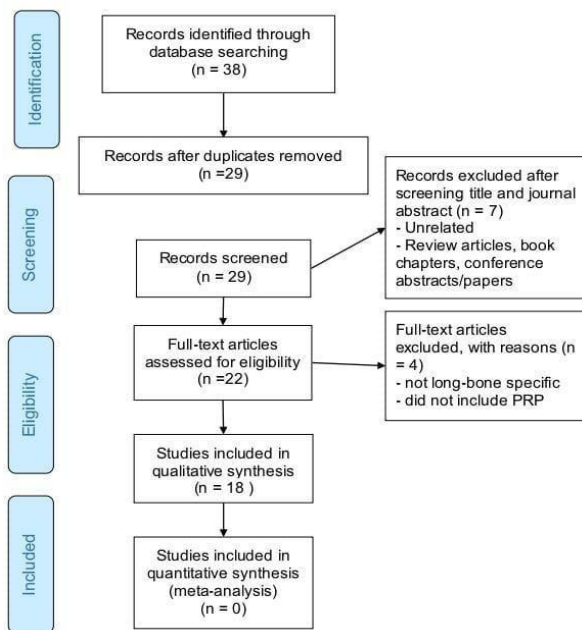 Identification
Records identified through
database searching
(n = 38)
Records after duplicates removed
(n =29)
Screening
Records screened
(n = 29)
Records excluded after
screening title and journal
abstract (n = 7)
- Unrelated
- Review articles, book
chapters, conference
abstracts/papers
Eligibility
Full-text articles
assessed for eligibility
(n =22)
Full-text articles
excluded, with reasons (n
= 4)
- not long-bone specific
- did not include PRP
Studies included in
qualitative synthesis
(n = 18 )
Included
Studies included in
quantitative synthesis
(meta-analysis)
(n = 0)